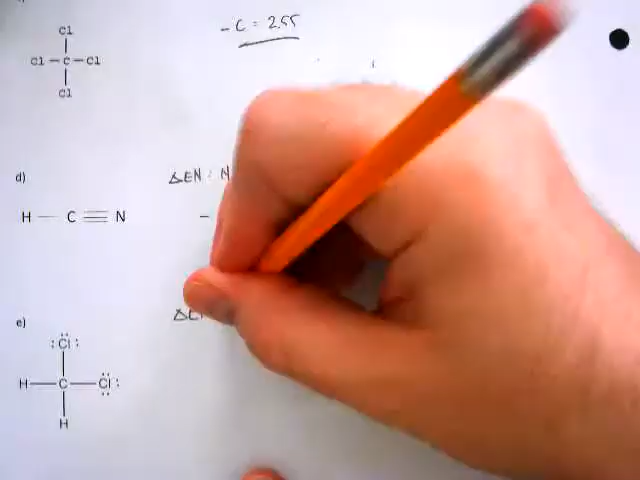 Cl
- C = 2.55
Cl - C - Cl
Cl
d)
ΔEN: N
H — C ≡ N
-
e)
:Cl:
H — C — Cl:
H